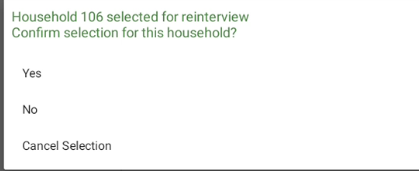 Household 106 selected for reinterview
Confirm selection for this household?
Yes
No
Cancel Selection